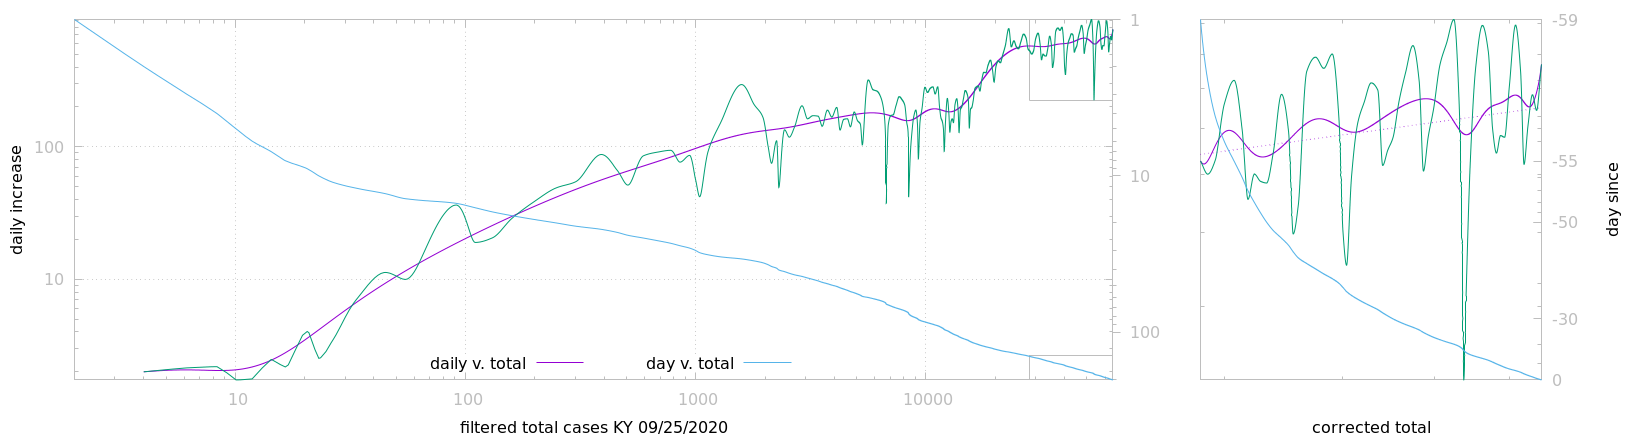 1
-59
100
10
-55
10
-50
100
-30
0
daily increase
day since
daily v. total
day v. total
10
100
1000
10000
filtered total cases KY 09/25/2020
corrected total